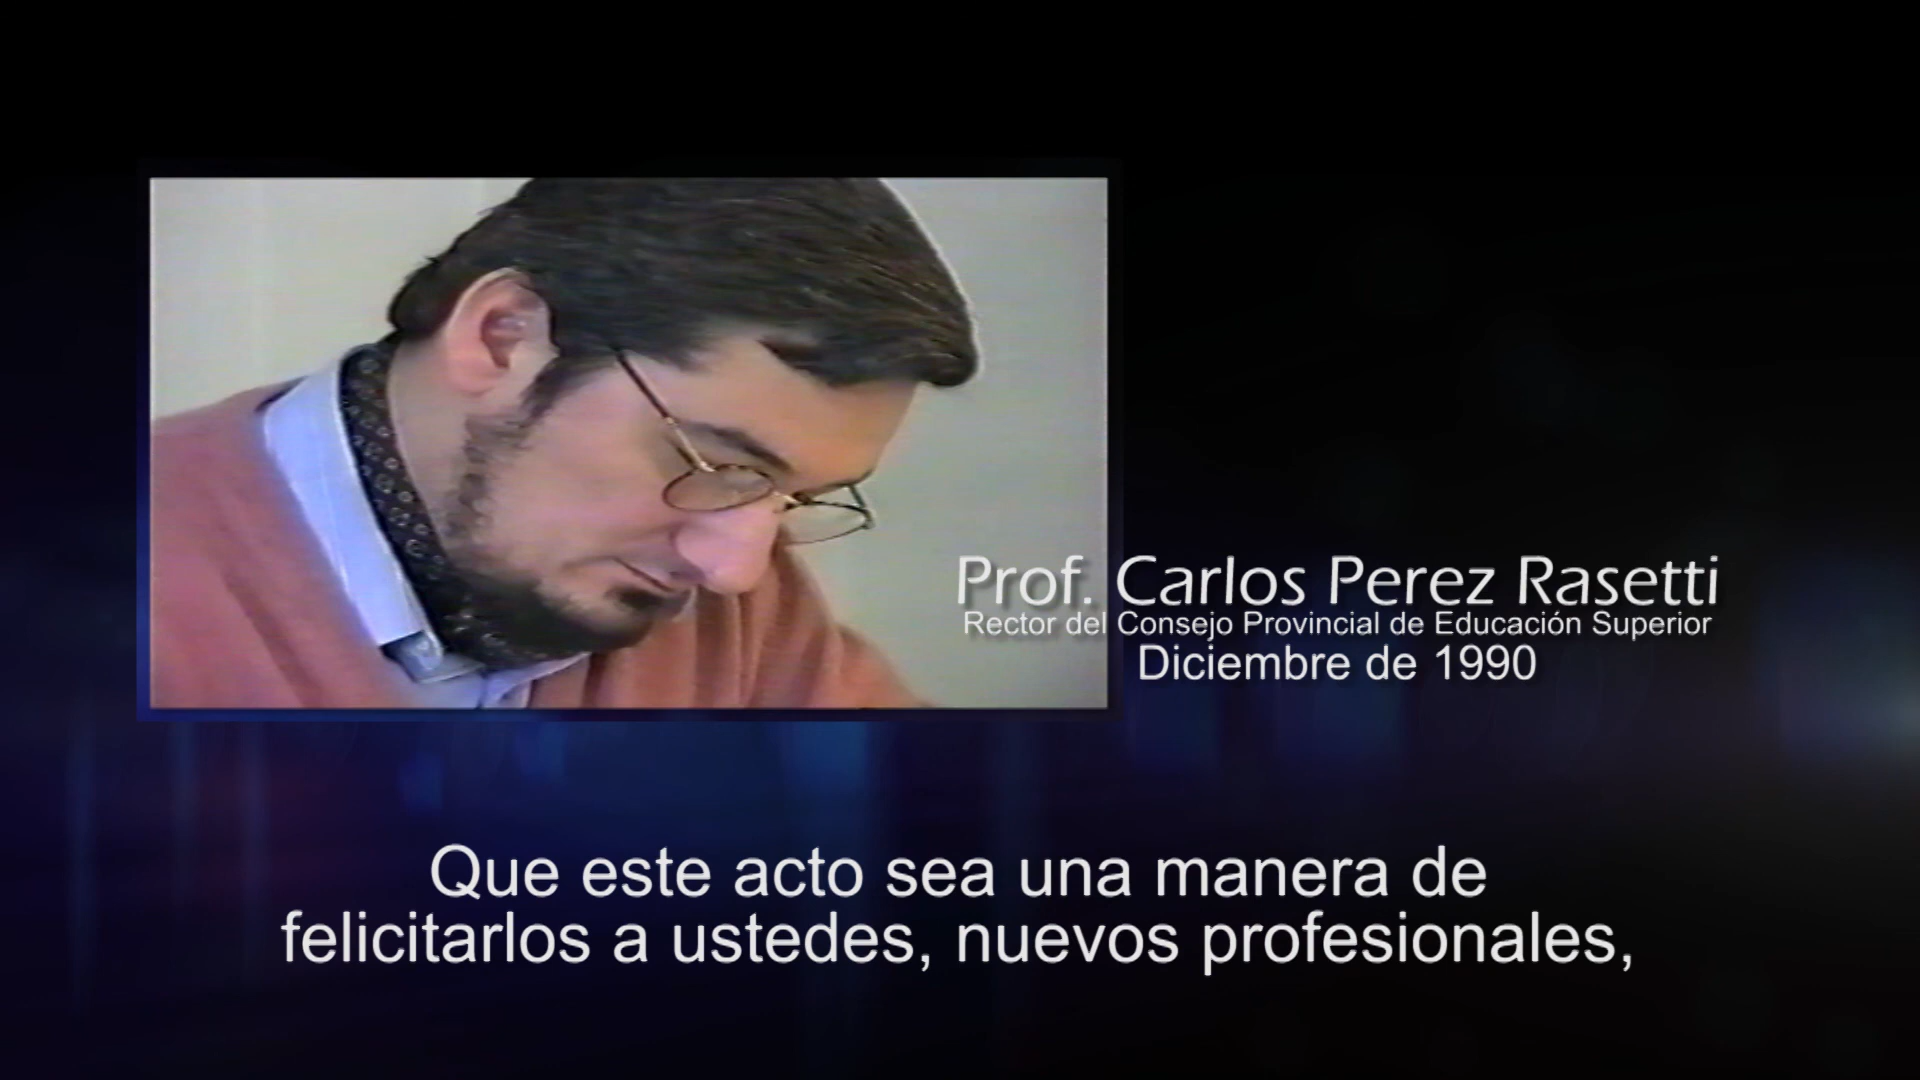 Prof. Carlos Perez Rasetti
Rector del Consejo Provincial de Educación Superior
Diciembre de 1990
Que este acto sea una manera de
felicitarlos a ustedes, nuevos profesionales,